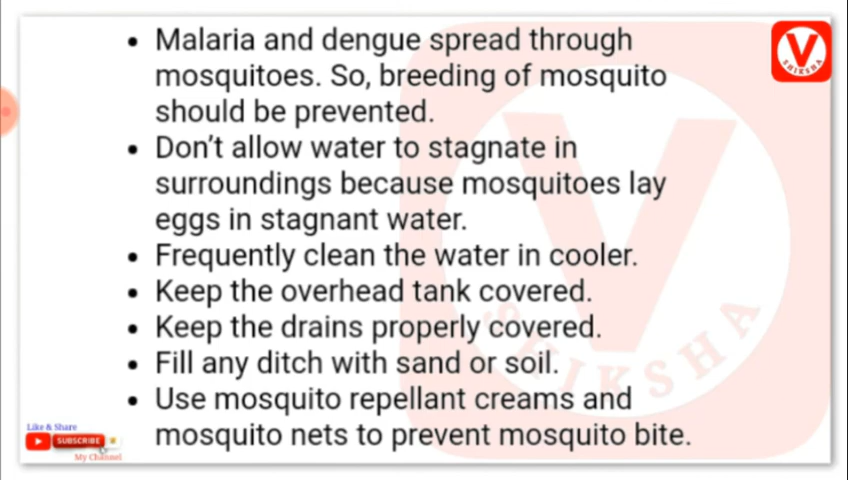 • Malaria and dengue spread through
mosquitoes. So, breeding of mosquito
should be prevented.
• Don't allow water to stagnate in
surroundings because mosquitoes lay
eggs in stagnant water.
• Frequently clean the water in cooler.
• Keep the overhead tank covered.
• Keep the drains properly covered.
• Fill any ditch with sand or soil.
• Use mosquito repellant creams and
mosquito nets to prevent mosquito bite.
V
SHIKSHA
V
SHIKSHA
Like & Share
SUBSCRIBE
My Channel